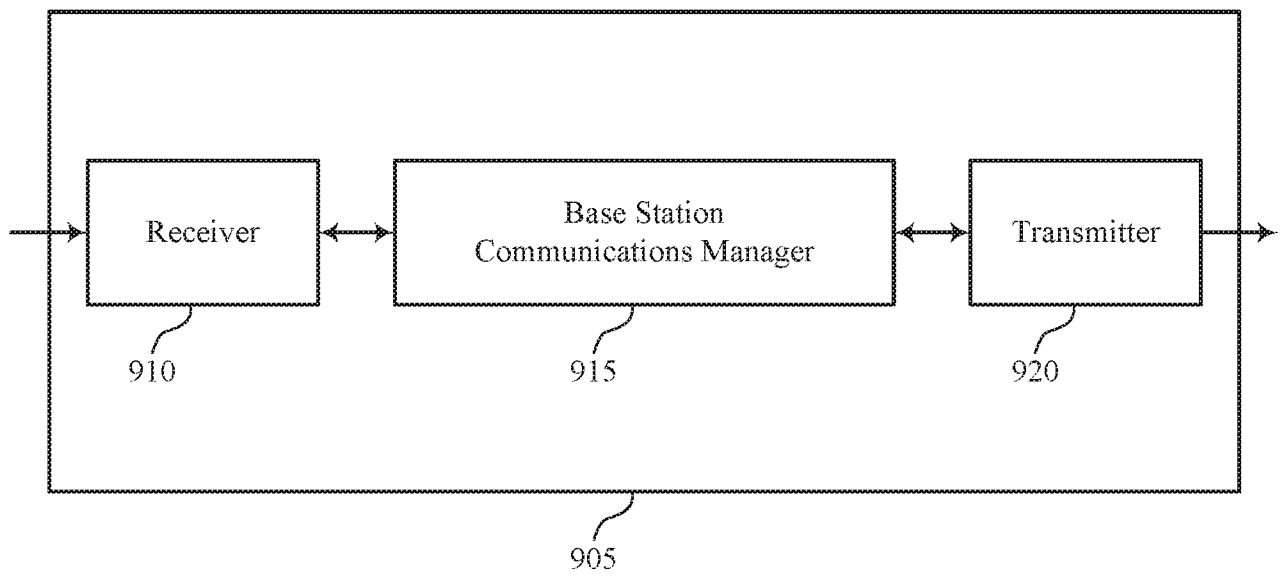 Receiver
Base Station
Communications Manager
Transmitter
910
915
920
905